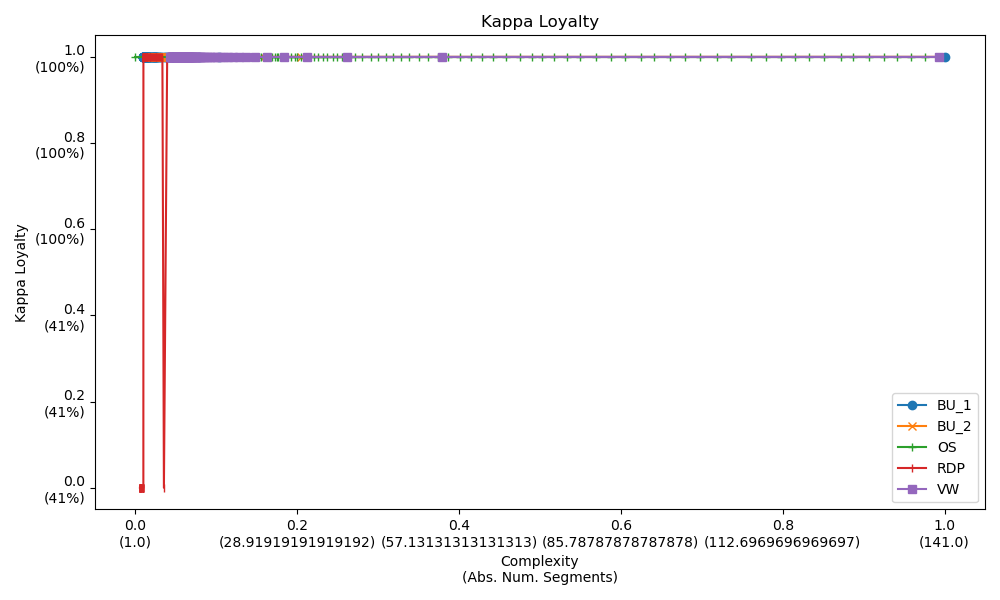 Kappa Loyalty
1.0
(100%)
0.8
(100%)
0.6
(100%)
0.4
(41%)
0.2
(41%)
0.0
(41%)
Kappa Loyalty
BU_1
BU_2
OS
RDP
VW
0.0 0.2 0.4 0.6 0.8 1.0
(1.0) (28.91919191919192) (57.13131313131313) (85.78787878787878) (112.6969696969697) (141.0)
Complexity
(Abs. Num. Segments)